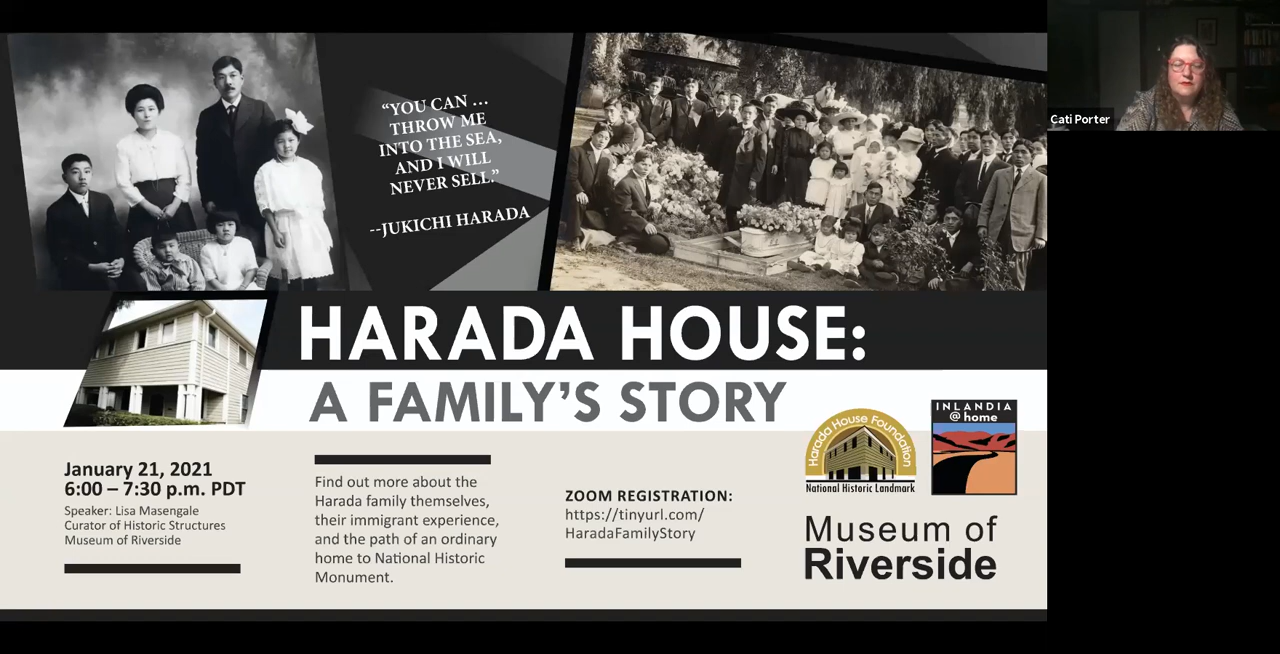 “YOU CAN ...
THROW ME
INTO THE SEA,
AND I WILL
NEVER SELL.”
--JUKICHI HARADA
Cati Porter
HARADA HOUSE:
A FAMILY’S STORY
January 21, 2021
6:00 – 7:30 p.m. PDT
Speaker: Lisa Masengale
Curator of Historic Structures
Museum of Riverside
Find out more about the
Harada family themselves,
their immigrant experience,
and the path of an ordinary
home to National Historic
Monument.
ZOOM REGISTRATION:
https://tinyurl.com/
HaradaFamilyStory
Harada House Foundation
National Historic Landmark
INLANDIA
@ home
Museum of
Riverside